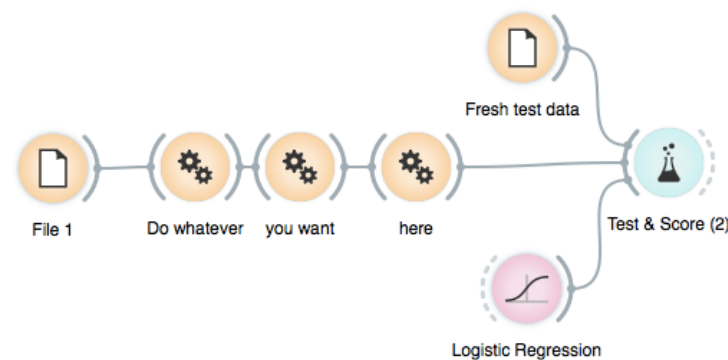 Fresh test data
File 1
Do whatever
you want
here
Test & Score (2)
Logistic Regression